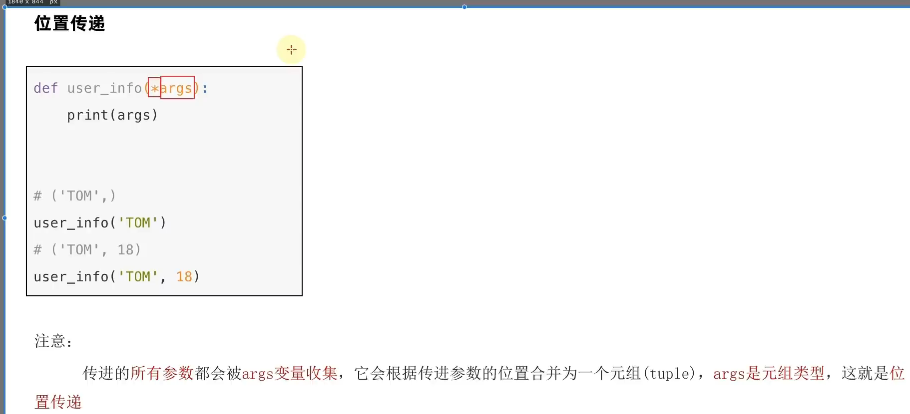 1840 x 844 px
位置传递
def user_info(*args):
    print(args)
# ('TOM',)
user_info('TOM')
# ('TOM', 18)
user_info('TOM', 18)
注意：
传进的所有参数都会被args变量收集，它会根据传进参数的位置合并为一个元组(tuple)，args是元组类型，这就是位
置传递